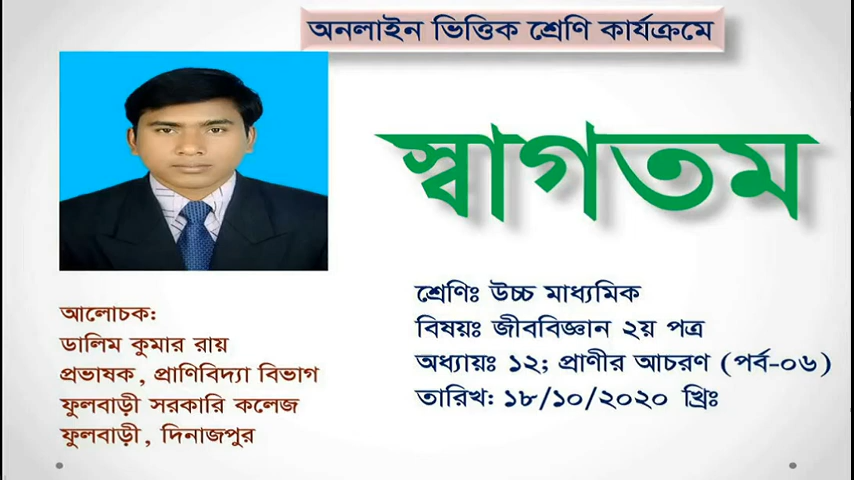 অনলাইন ভিত্তিক শ্রেণি কার্যক্রমে
স্বাগতম
আলোচক:
ডালিম কুমার রায়
প্রভাষক, প্রাণিবিদ্যা বিভাগ
ফুলবাড়ী সরকারি কলেজ
ফুলবাড়ী, দিনাজপুর
শ্রেণিঃ উচ্চ মাধ্যমিক
বিষয়ঃ জীববিজ্ঞান ২য় পত্র
অধ্যায়ঃ ১২; প্রাণীর আচরণ (পর্ব-০৬)
তারিখ: ১৮/১০/২০২০ খ্রিঃ